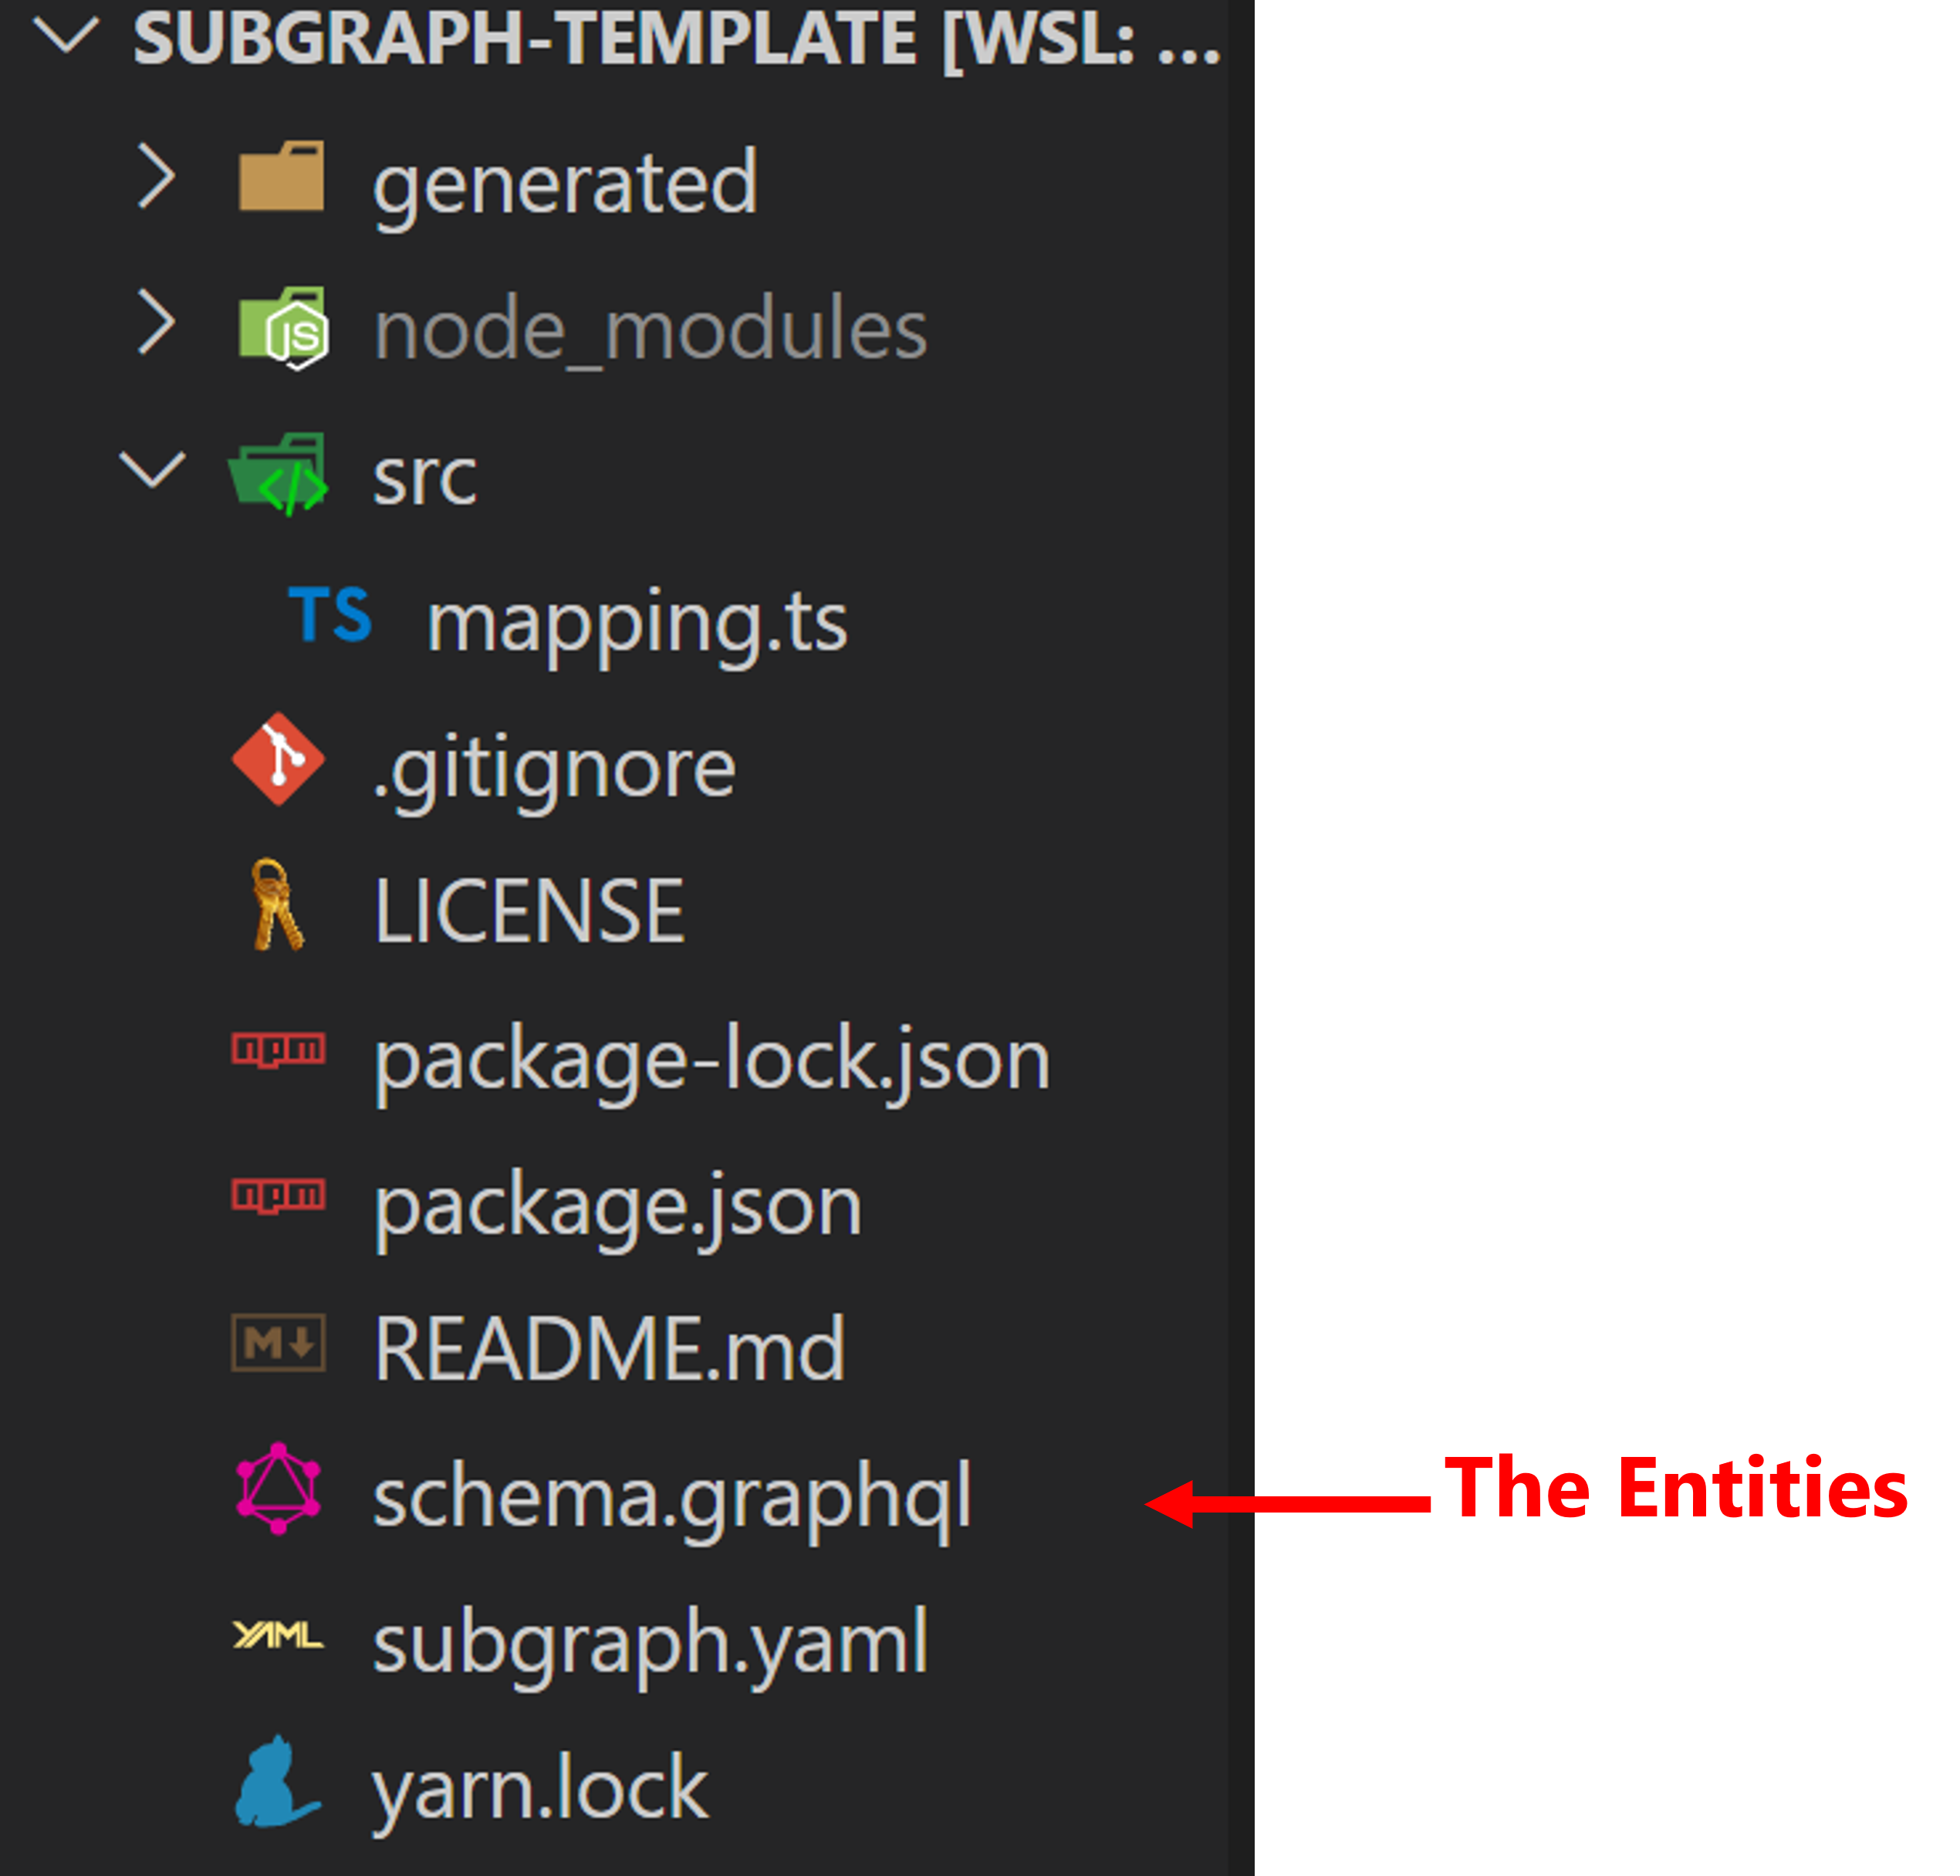 SUBGRAPH-TEMPLATE [WSL: ...
generated
JS node_modules
src
TS mapping.ts
.gitignore
LICENSE
npm package-lock.json
npm package.json
M README.md
schema.graphql
The Entities
YAML subgraph.yaml
yarn.lock